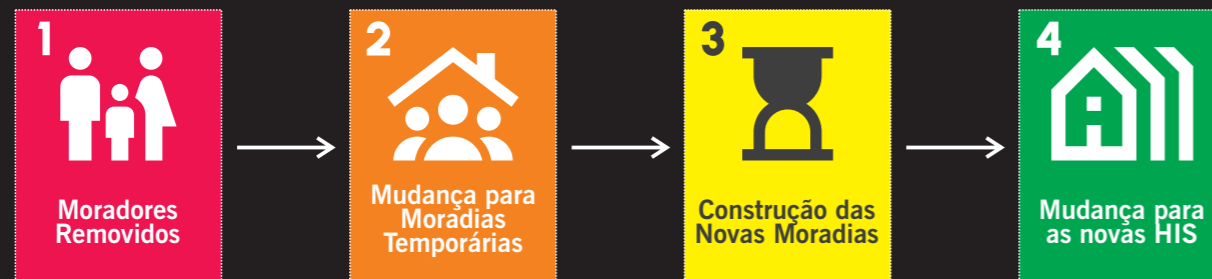 1
Moradores
Removidos
2
Mudança para
Moradias
Temporárias
3
Construção das
Novas Moradias
4
Mudança para
as novas HIS